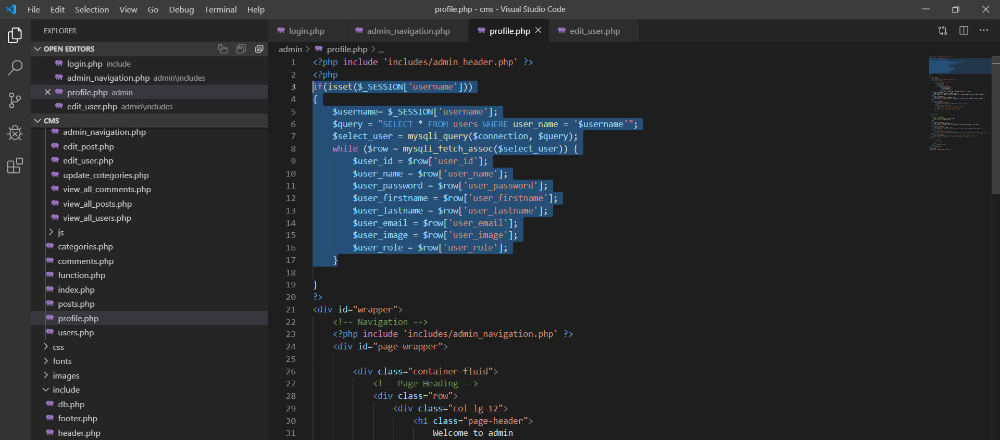 File Edit Selection View Go Debug Terminal Help
profile.php - cms - Visual Studio Code
EXPLORER
OPEN EDITORS
login.php include
admin_navigation.php admin\includes
profile.php admin
edit_user.php admin\includes
CMS
admin_navigation.php
edit_post.php
edit_user.php
update_cotegories.php
view_all_comments.php
view_all_posts.php
view_all_users.php
js
categories.php
comments.php
function.php
index.php
posts.php
profile.php
users.php
css
fonts
images
include
db.php
footer.php
header.php
login.php admin_navigation.php profile.php edit_user.php
admin > profile.php > ...
1 <?php include 'includes/admin_header.php' ?>
2 <?php
3 if(isset($_SESSION['username']))
4 {
5 $username= $_SESSION['username'];
6 $query = "SELECT * FROM users WHERE user_name = '$username'";
7 $select_user = mysqli_query($connection, $query);
8 while ($row = mysqli_fetch_assoc($select_user)) {
9 $user_id = $row['user_id'];
10 $user_name = $row['user_name'];
11 $user_password = $row['user_password'];
12 $user_firstname = $row['user_firstname'];
13 $user_lastname = $row['user_lastname'];
14 $user_email = $row['user_email'];
15 $user_image = $row['user_image'];
16 $user_role = $row['user_role'];
17 }
18
19 }
20 ?>
21 <div id="wrapper">
22 <!-- Navigation -->
23 <?php include 'includes/admin_navigation.php' ?>
24 <div id="page-wrapper">
25
26 <div class="container-fluid">
27 <!-- Page Heading -->
28 <div class="row">
29 <div class="col-lg-12">
30 <h1 class="page-header">
31 Welcome to admin